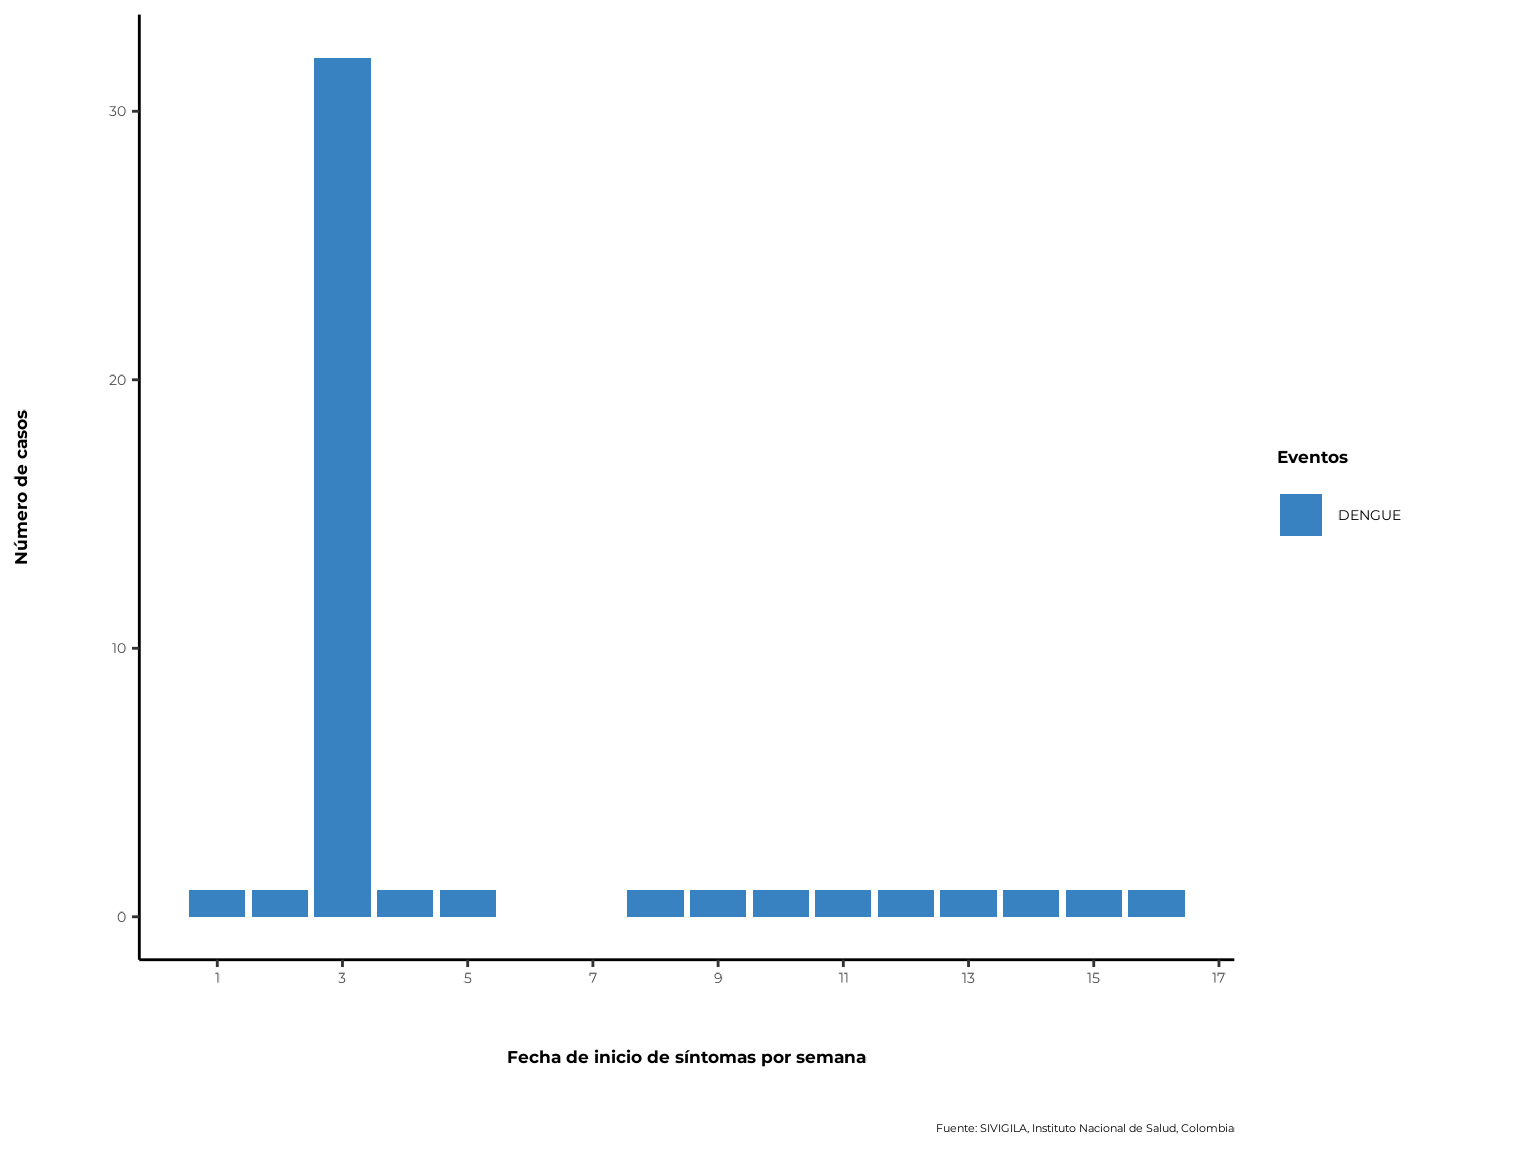 Número de casos
30
20
10
0
1 3 5 7 9 11 13 15 17
Fecha de inicio de síntomas por semana
Eventos
DENGUE
Fuente: SIVIGILA, Instituto Nacional de Salud, Colombia